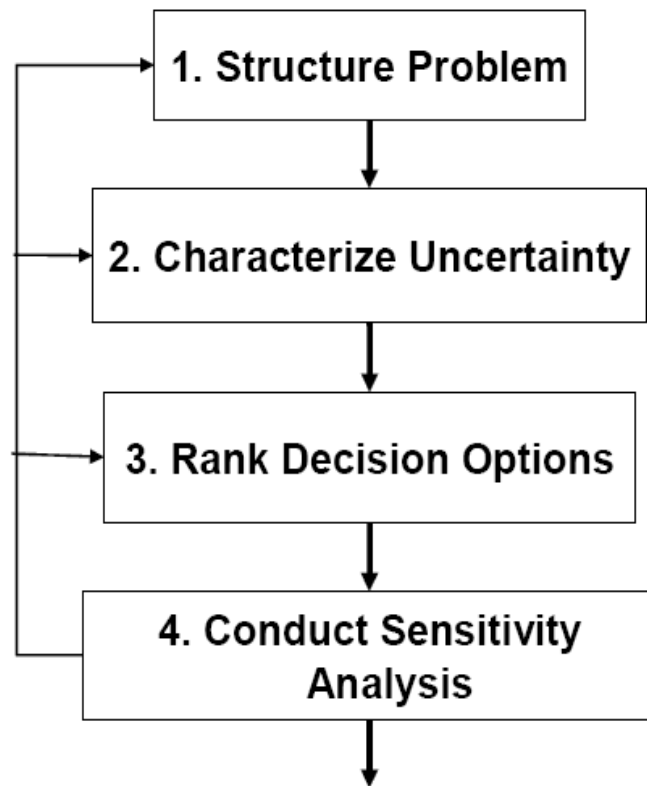 1. Structure Problem
2. Characterize Uncertainty
3. Rank Decision Options
4. Conduct Sensitivity
Analysis